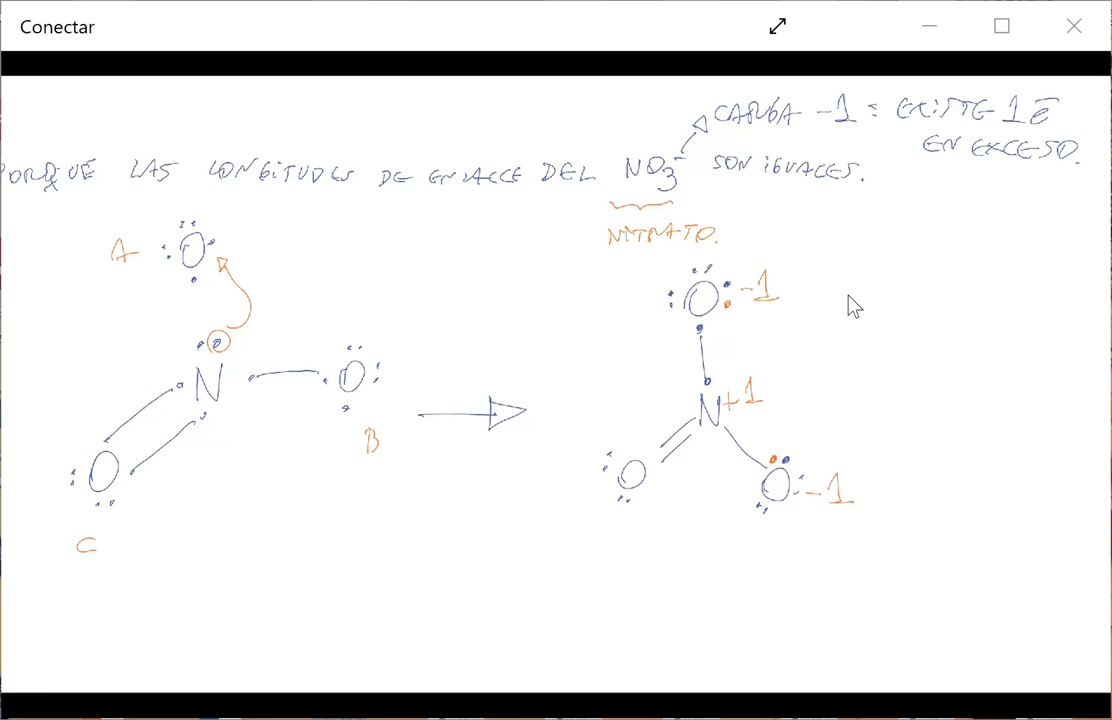 Conectar
CARGA -1 : EXISTE 1 ē
EN EXCESO.
PORQUÉ LAS LONGITUDES DE ENLACE DEL NO3- SON IGUALES.
NITRATO.
A
O
O -1
N
O
N +1
B
O
O
O -1
C